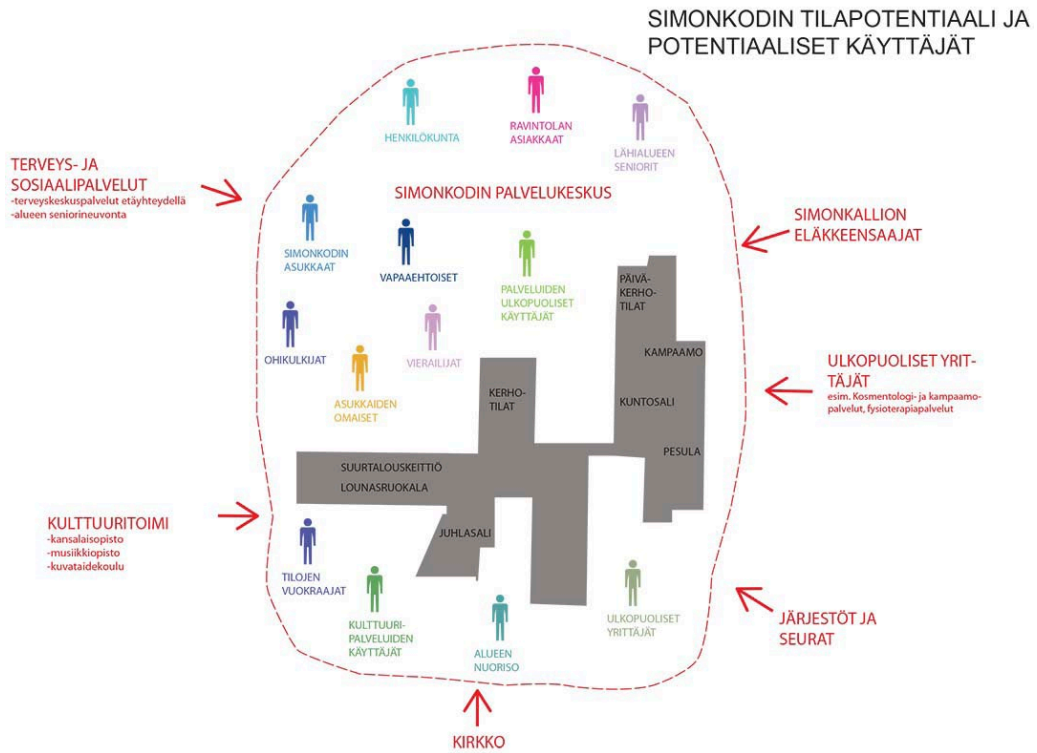 SIMONKODIN TILAPOTENTIAALI JA
POTENTIAALISET KÄYTTÄJÄT
HENKILÖKUNTA
RAVINTOLAN
ASIAKKAAT
LÄHIALUEEN
SENIORIT
TERVEYS- JA
SOSIAALIPALVELUT
-terveyskeskuspalvelut etäyhteydellä
-alueen seniorineuvonta
SIMONKODIN PALVELUKESKUS
SIMONKALLION
ELÄKKEENSAAJAT
SIMONKODIN
ASUKKAAT
VAPAAEHTOISET
PALVELUIDEN
ULKOPUOLISET
KÄYTTÄJÄT
PÄIVÄ-
KERHO-
TILAT
OHIKULKIJAT
VIERAILIJAT
KAMPAAMO
ULKOPUOLISET YRIT-
TÄJÄT
esim. Kosmentologi- ja kampaamo-
palvelut, fysioterapiapalvelut
ASUKKAIDEN
OMAISET
KERHO-
TILAT
KUNTOSALI
PESULA
SUURTALOUSKEITTIÖ
LOUNASRUOKALA
KULTTUURITOIMI
-kansalaisopisto
-musiikkiopisto
-kuvataidekoulu
JUHLASALI
TILOJEN
VUOKRAAJAT
KULTTUURI-
PALVELUIDEN
KÄYTTÄJÄT
ALUEEN
NUORISO
ULKOPUOLISET
YRITTÄJÄT
JÄRJESTÖT JA
SEURAT
KIRKKO